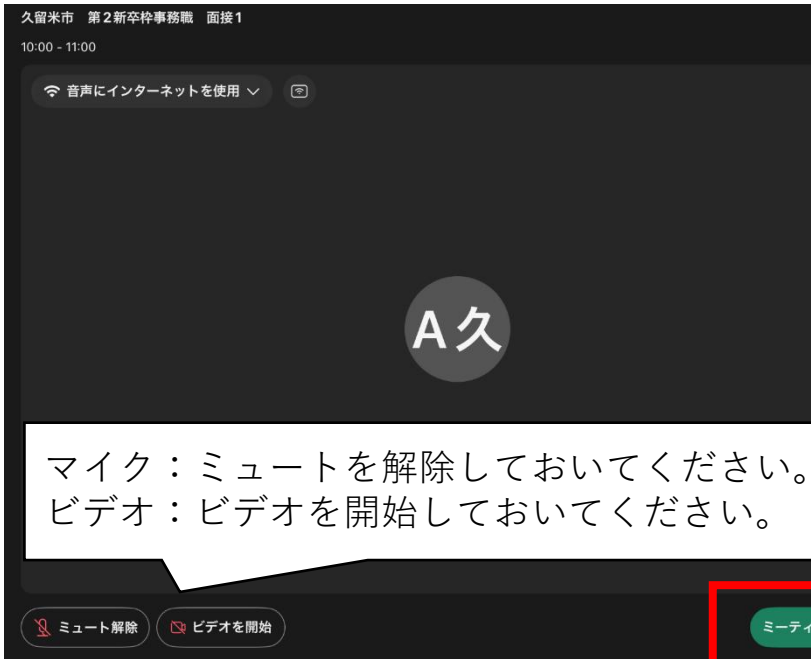 久留米市 第2新卒枠事務職 面接1
10:00 - 11:00
音声にインターネットを使用
A久
マイク：ミュートを解除しておいてください。
ビデオ：ビデオを開始しておいてください。
ミュート解除 ビデオを開始